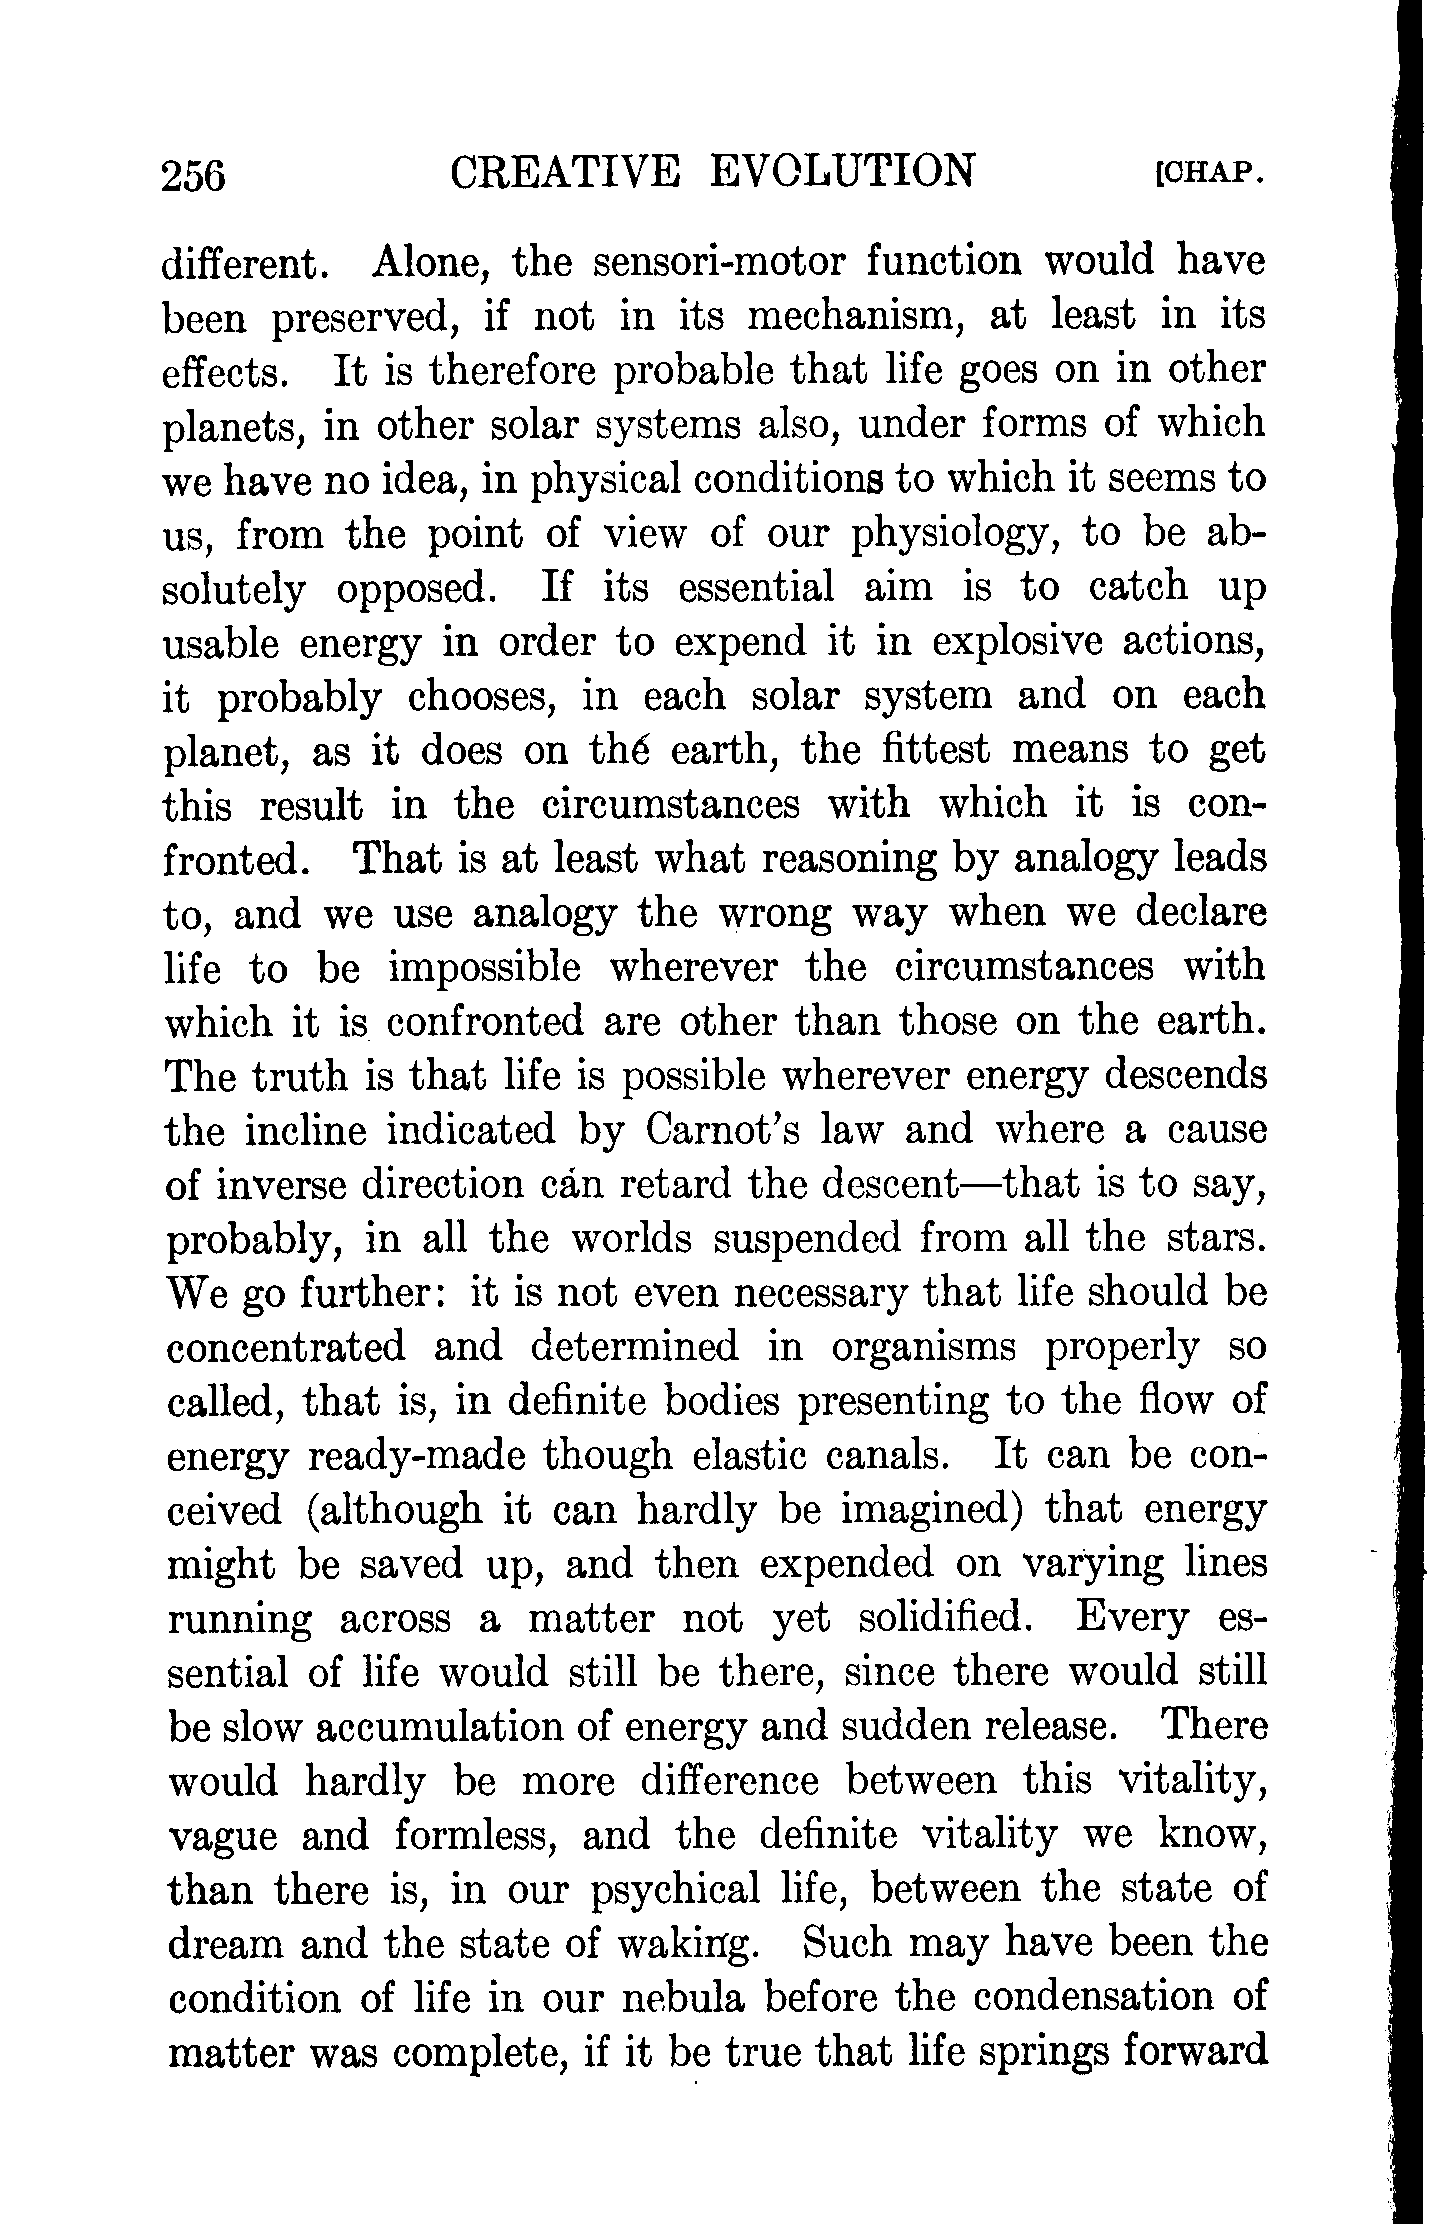 256 CREATIVE EVOLUTION [CHAP.
different. Alone, the sensori-motor function would have
been preserved, if not in its mechanism, at least in its
effects. It is therefore probable that life goes on in other
planets, in other solar systems also, under forms of which
we have no idea, in physical conditions to which it seems to
us, from the point of view of our physiology, to be ab-
solutely opposed. If its essential aim is to catch up
usable energy in order to expend it in explosive actions,
it probably chooses, in each solar system and on each
planet, as it does on the earth, the fittest means to get
this result in the circumstances with which it is con-
fronted. That is at least what reasoning by analogy leads
to, and we use analogy the wrong way when we declare
life to be impossible wherever the circumstances with
which it is confronted are other than those on the earth.
The truth is that life is possible wherever energy descends
the incline indicated by Carnot's law and where a cause
of inverse direction can retard the descent—that is to say,
probably, in all the worlds suspended from all the stars.
We go further: it is not even necessary that life should be
concentrated and determined in organisms properly so
called, that is, in definite bodies presenting to the flow of
energy ready-made though elastic canals. It can be con-
ceived (although it can hardly be imagined) that energy
might be saved up, and then expended on varying lines
running across a matter not yet solidified. Every es-
sential of life would still be there, since there would still
be slow accumulation of energy and sudden release. There
would hardly be more difference between this vitality,
vague and formless, and the definite vitality we know,
than there is, in our psychical life, between the state of
dream and the state of waking. Such may have been the
condition of life in our nebula before the condensation of
matter was complete, if it be true that life springs forward